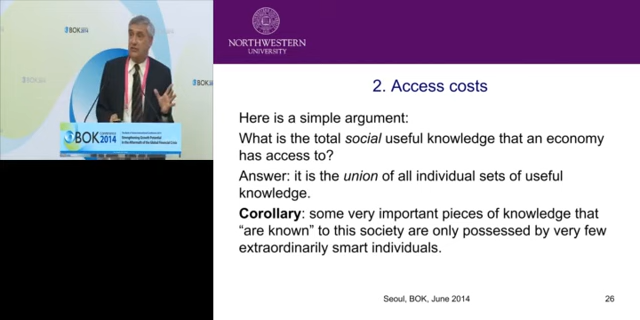 NORTHWESTERN
UNIVERSITY
BOK 2014
BOK
2014
Strengthening Growth Potential
in the Aftermath of the Global Financial Crisis
2. Access costs
Here is a simple argument:
What is the total social useful knowledge that an economy
has access to?
Answer: it is the union of all individual sets of useful
knowledge.
Corollary: some very important pieces of knowledge that
“are known” to this society are only possessed by very few
extraordinarily smart individuals.
Seoul, BOK, June 2014
26